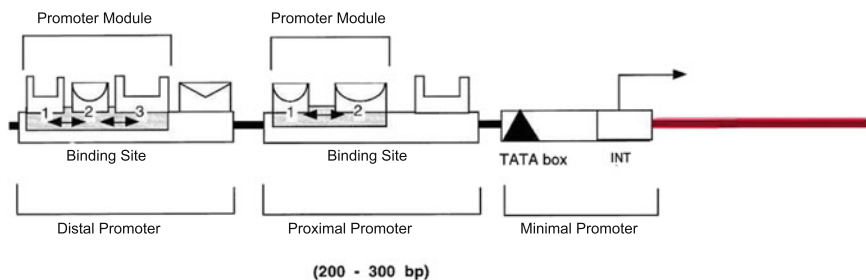 Promoter Module
Promoter Module
1 2 3
1 2
Binding Site
Binding Site
TATA box
INT
Distal Promoter
Proximal Promoter
Minimal Promoter
(200 - 300 bp)